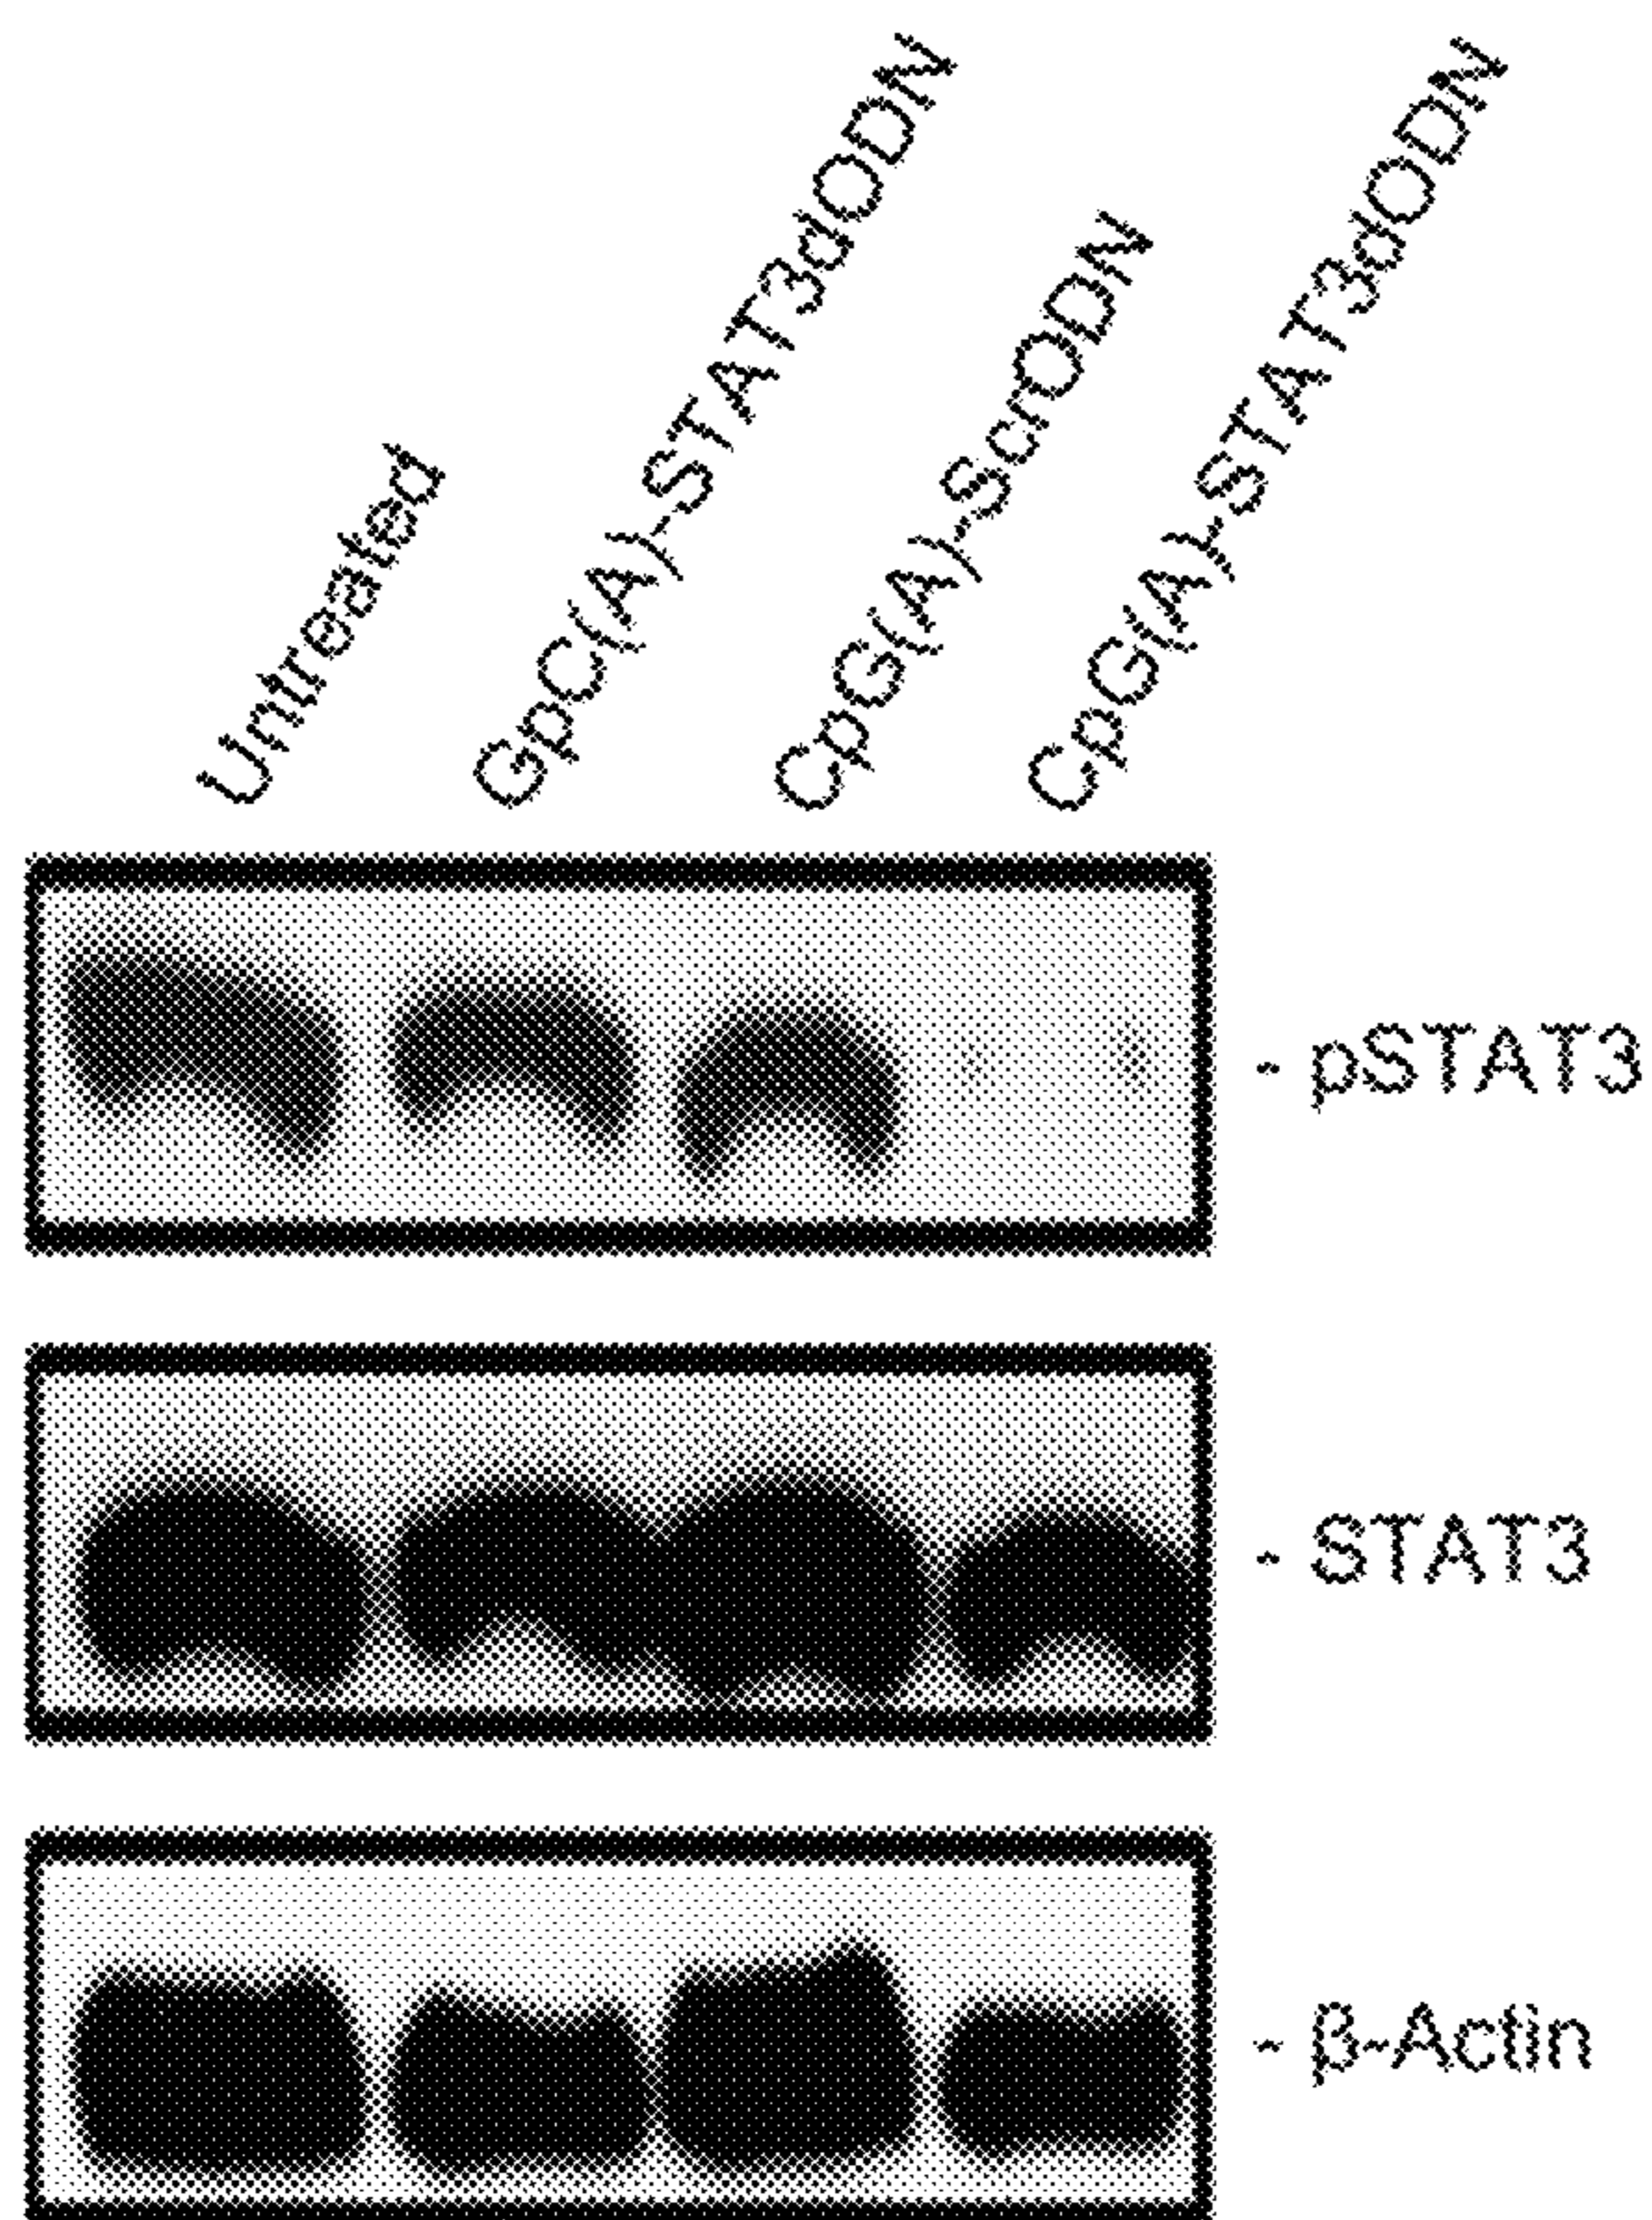 Untreated
GpC(A)-STAT3dODN
CpG(A)-ScrODN
CpG(A)-STAT3dODN
- pSTAT3
- STAT3
- β-Actin